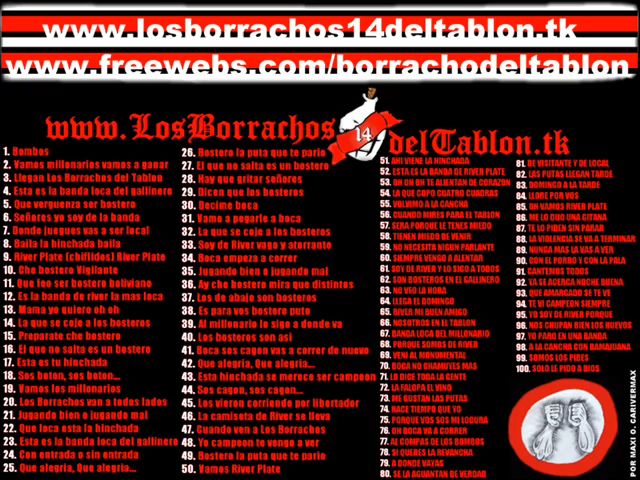 www.losborrachos14deltablon.tk
www.freewebs.com/borrachodeltablon
www.LosBorrachos 14 delTablon.tk
1. Bombos
2. Vamos millonarios vamos a ganar
3. Llegan Los Borrachos del Tablon
4. Esta es la banda loca del gallinero
5. Que verguenza ser bostero
6. Señores yo soy de la banda
7. Donde juegues vas a ser local
8. Baila la hinchada baila
9. River Plate (chiflidos) River Plate
10. Che bostero Vigilante
11. Que feo ser bostero boliviano
12. Es la banda de river la mas loca
13. Mama yo quiero oh oh
14. La que se coje a los bosteros
15. Preparate che bostero
16. El que no salta es un bostero
17. Esta es tu hinchada
18. Sos boton, sos boton...
19. Vamos los millonarios
20. Los Borrachos van a todos lados
21. Jugando bien o jugando mal
22. Que loca esta la hinchada
23. Esta es la banda loca del gallinero
24. Con entrada o sin entrada
25. Que alegria, Que alegria...
26. Bostero la puta que te pario
27. El que no salta es un bostero
28. Hay que gritar señores
29. Dicen que los bosteros
30. Decime boca
31. Vamo a pegarle a boca
32. La que se coje a los bosteros
33. Soy de River vago y atorrante
34. Boca empeza a correr
35. Jugando bien o jugando mal
36. Ay che bostero mira que distintos
37. Los de abajo son bosteros
38. Es para vos bostero puto
39. Al millonario lo sigo a donde va
40. Los bosteros son asi
41. Boca sos cagon vas a correr de nuevo
42. Que alegria, Que alegria....
43. Esta hinchada se merece ser campeon
44. Sos cagon, sos cagon...
45. Los vieron corriendo por libertador
46. La camiseta de River se lleva
47. Cuando ven a Los Borrachos
48. Yo campeon te vengo a ver
49. Bostero la puta que te pario
50. Vamos River Plate
51. AHI VIENE LA HINCHADA
52. ESTA ES LA BANDA DE RIVER PLATE
53. OH OH OH TE ALIENTAN DE CORAZON
54. LA QUE COPO CUATRO CUADRAS
55. VOLVIMO A LA CANCHA
56. CUANDO MIRES PARA EL TABLON
57. SERA PORQUE LE TENES MIEDO
58. TIENEN MIEDO DE VENIR
59. NO NECESITA NIGUN PARLANTE
60. SIEMPRE VENGO A ALENTAR
61. SOY DE RIVER Y LO SIGO A TODOS
62. SON BOSTEROS EN EL GALLINERO
63. NO VEO LA HORA
64. LLEGA EL DOMINGO
65. RIVER MI BUEN AMIGO
66. NOSOTROS EN EL TABLON
67. BANDA LOCA DEL MILLONARIO
68. PORQUE SOMOS DE RIVER
69. VENI AL MONUMENTAL
70. BOCA NO CHAMUYES MAS
71. LO DICE TODA LA GENTE
72. LA FALOPA EL VINO
73. ME GUSTAN LAS PUTAS
74. HACE TIEMPO QUE YO
75. PORQUE VOS SOS MI LOCURA
76. OH BOCA VA A CORRER
77. AL COMPAS DE LOS BOMBOS
78. SI QUERES LA REVANCHA
79. A DONDE VAYAS
80. SE LA AGUANTAN DE VERDAD
81. DE VISITANTE Y DE LOCAL
82. LAS PUTAS LLEGAN TARDE
83. DOMINGO A LA TARDE
84. LLORE POR VOS
85. OH VAMOS RIVER PLATE
86. ME LO DIJO UNA GITANA
87. TE LO PIDEN SIN PARAR
88. LA VIOLENCIA SE VA A TERMINAR
89. NUNCA MAS LA VAS A VER
90. CON EL PORRO Y CON LA PALA
91. CANTEMOS TODOS
92. YA SE ACERCA NOCHE BUENA
93. QUE AMARGADO SE TE VE
94. TE VI CAMPEON SIEMPRE
95. YO SOY DE RIVER PORQUE
96. NOS CHUPAN BIEN LOS HUEVOS
97. YO PARO EN UNA BANDA
98. A LA CANCHA CON DAMAJUANA
99. SOMOS LOS PIBES
100. SOLO LE PIDO A DIOS
POR MAXI O. CARIVERMAX